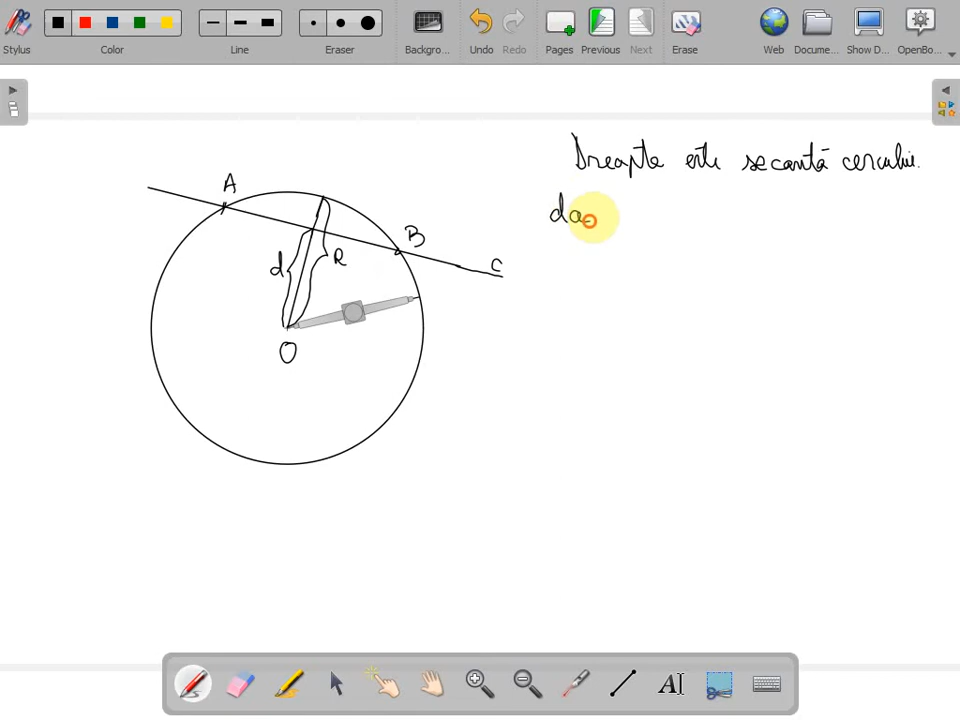 Stylus Color Line Eraser Backgro... Undo Redo Pages Previous Next Erase Web Docume... Show D... OpenBo...
Dreapta este secantă cercului.
da
A
B
C
d
R
O